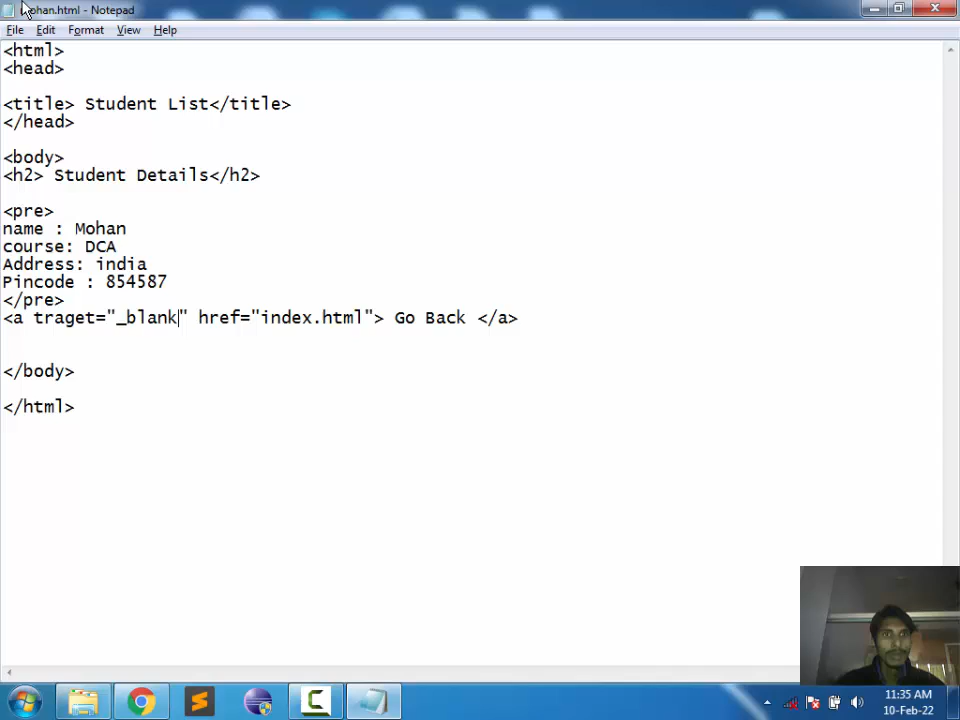 mohan.html - Notepad
File Edit Format View Help
<html>
<head>
<title> Student List</title>
</head>
<body>
<h2> Student Details</h2>
<pre>
name : Mohan
course: DCA
Address: india
Pincode : 854587
</pre>
<a traget="_blank" href="index.html"> Go Back </a>
</body>
</html>
11:35 AM
10-Feb-22